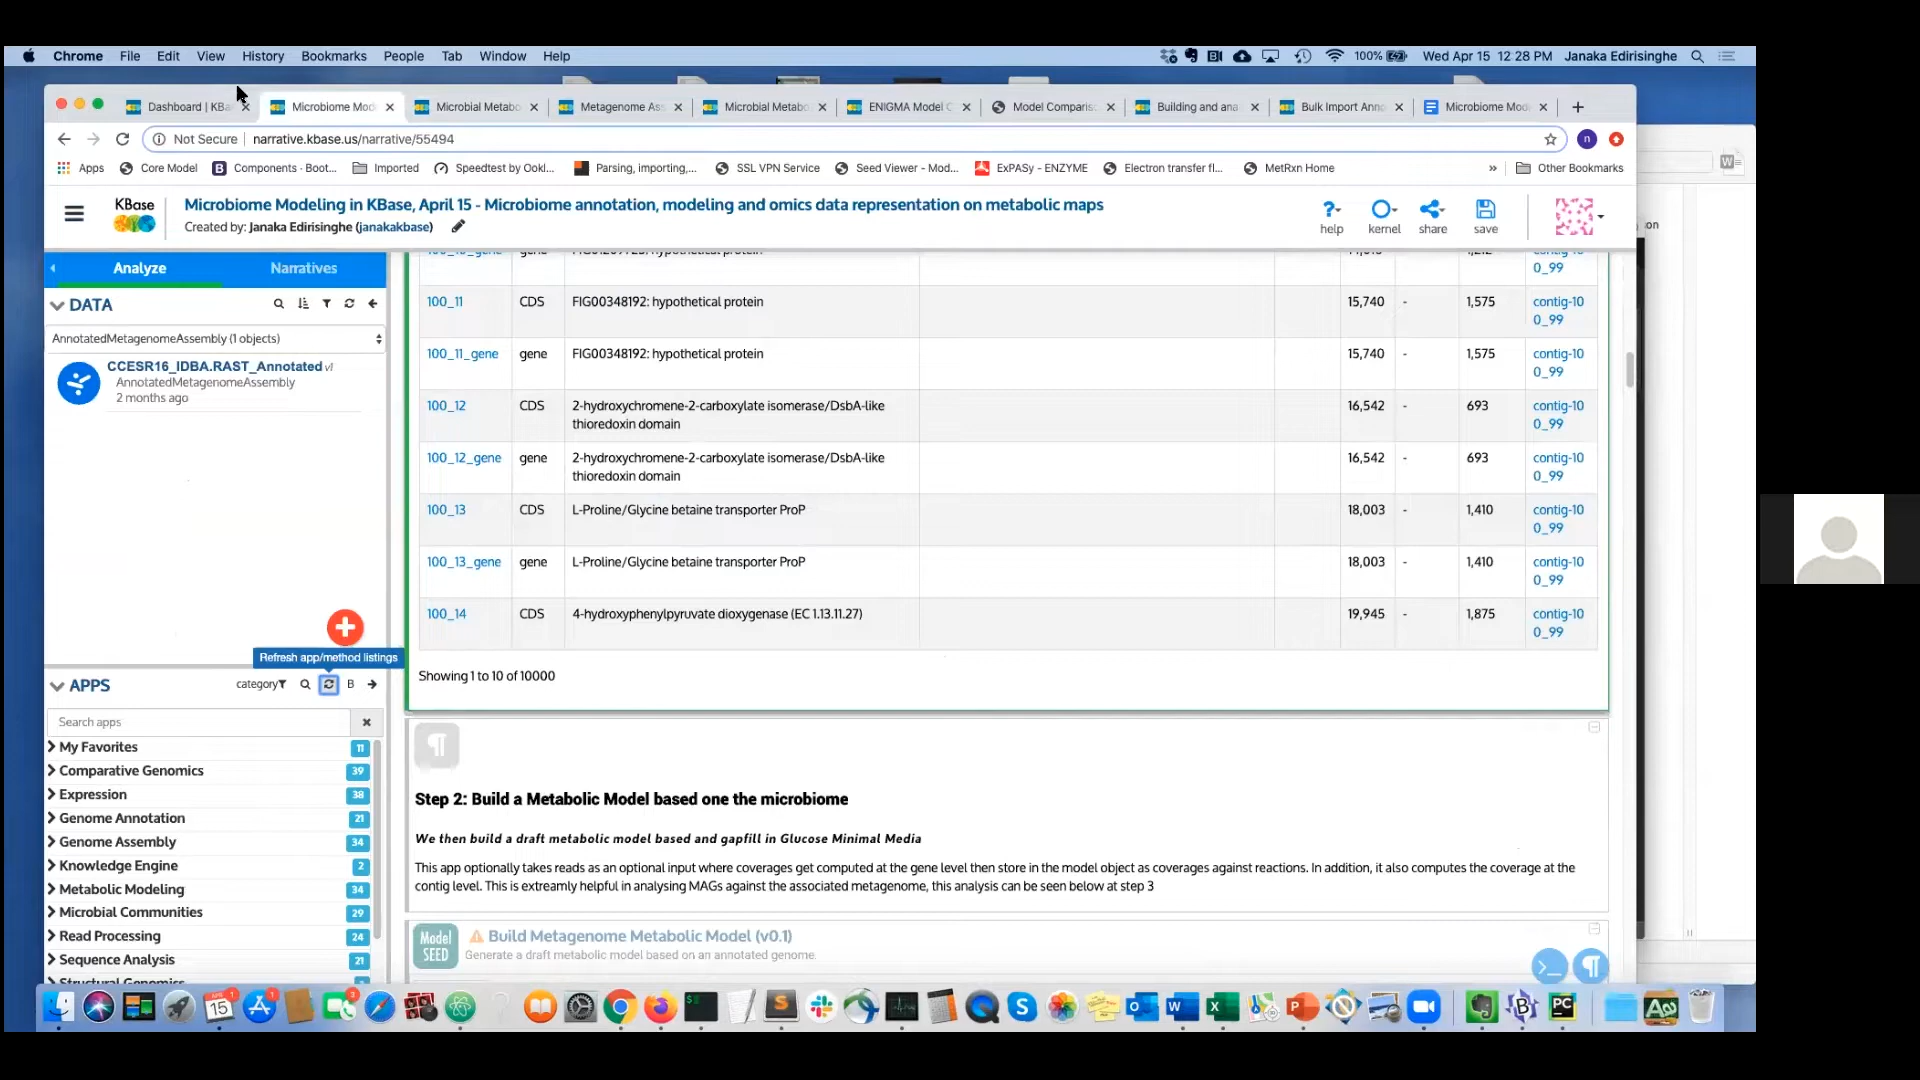 Chrome File Edit View History Bookmarks People Tab Window Help
100% Wed Apr 15 12:28 PM Janaka Edirisinghe
Dashboard | KBa
Microbiome Mod
Microbial Metabo
Metagenome Ass
Microbial Metabo
ENIGMA Model C
Model Comparis
Building and ana
Bulk Import Anno
Microbiome Mod
Not Secure narrative.kbase.us/narrative/55494
n
Apps Core Model Components · Boot... Imported Speedtest by Ookl... Parsing, importing,... SSL VPN Service Seed Viewer - Mod... ExPASy - ENZYME Electron transfer fl... MetRxn Home » Other Bookmarks
KBase
Microbiome Modeling in KBase, April 15 - Microbiome annotation, modeling and omics data representation on metabolic maps
Created by: Janaka Edirisinghe (janakakbase)
help kernel share save
Analyze Narratives
DATA
AnnotatedMetagenomeAssembly (1 objects)
CCESR16_IDBA.RAST_Annotated v1
AnnotatedMetagenomeAssembly
2 months ago
Refresh app/method listings
APPS category B
Search apps
My Favorites 11
Comparative Genomics 39
Expression 38
Genome Annotation 21
Genome Assembly 34
Knowledge Engine 2
Metabolic Modeling 34
Microbial Communities 29
Read Processing 24
Sequence Analysis 21
Structural Genomics
0_99
100_11 CDS FIG00348192: hypothetical protein 15,740 - 1,575 contig-10
0_99
100_11_gene gene FIG00348192: hypothetical protein 15,740 - 1,575 contig-10
0_99
100_12 CDS 2-hydroxychromene-2-carboxylate isomerase/DsbA-like 16,542 - 693 contig-10
thioredoxin domain 0_99
100_12_gene gene 2-hydroxychromene-2-carboxylate isomerase/DsbA-like 16,542 - 693 contig-10
thioredoxin domain 0_99
100_13 CDS L-Proline/Glycine betaine transporter ProP 18,003 - 1,410 contig-10
0_99
100_13_gene gene L-Proline/Glycine betaine transporter ProP 18,003 - 1,410 contig-10
0_99
100_14 CDS 4-hydroxyphenylpyruvate dioxygenase (EC 1.13.11.27) 19,945 - 1,875 contig-10
0_99
Showing 1 to 10 of 10000
Step 2: Build a Metabolic Model based one the microbiome
We then build a draft metabolic model based and gapfill in Glucose Minimal Media
This app optionally takes reads as an optional input where coverages get computed at the gene level then store in the model object as coverages against reactions. In addition, it also computes the coverage at the
contig level. This is extreamly helpful in analysing MAGs against the associated metagenome, this analysis can be seen below at step 3
Model
SEED
Build Metagenome Metabolic Model (v0.1)
Generate a draft metabolic model based on an annotated genome.